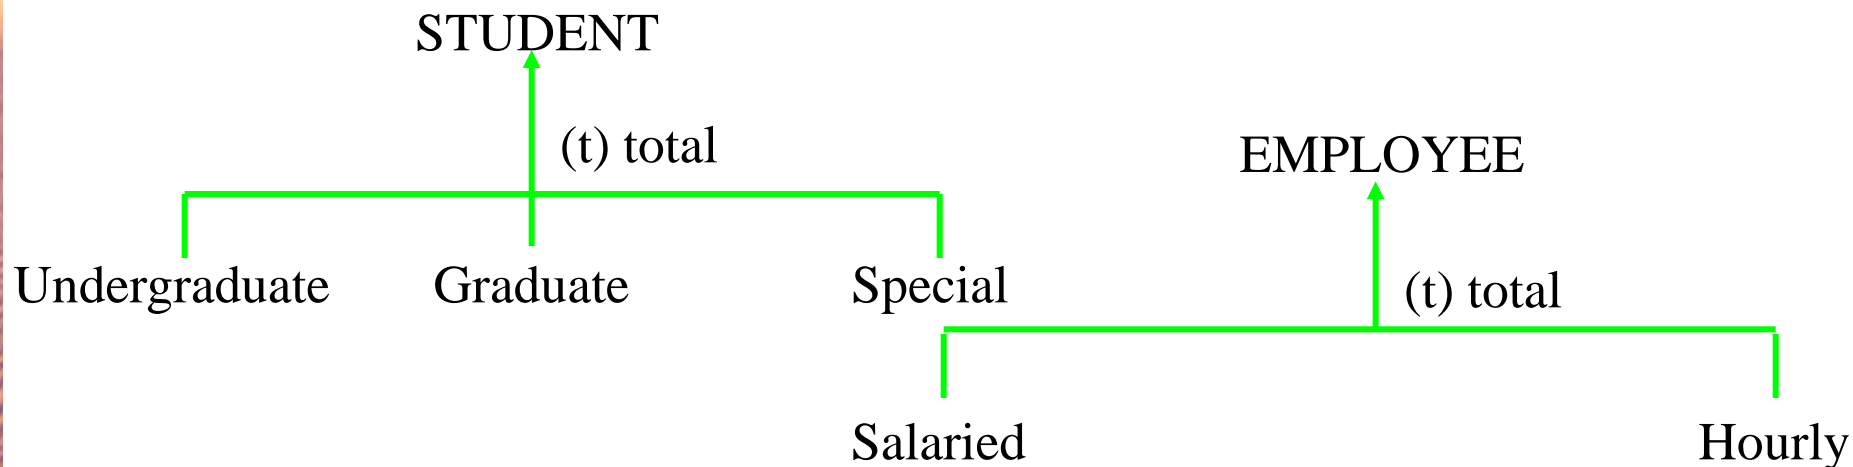 STUDENT
(t) total
Undergraduate
Graduate
Special
EMPLOYEE
(t) total
Salaried
Hourly